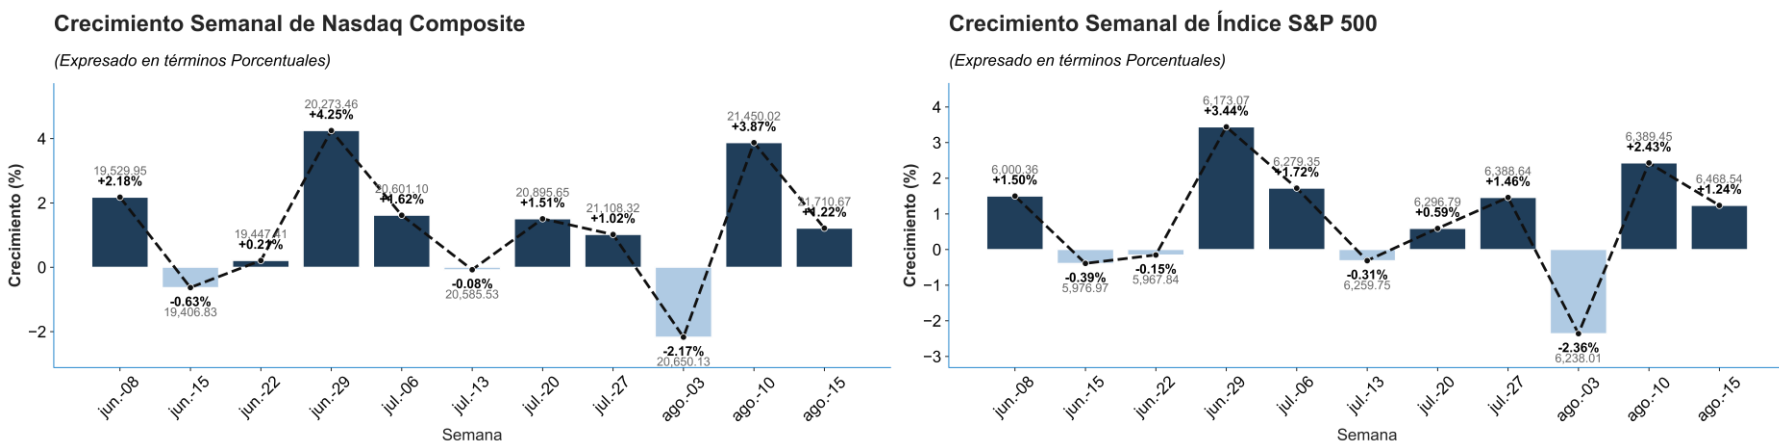 Crecimiento Semanal de Nasdaq Composite
(Expresado en términos Porcentuales)
Crecimiento (%)
4
2
0
−2
19,529.95
+2.18%
-0.63%
19,406.83
19,447.41
+0.21%
20,273.46
+4.25%
20,601.10
+1.62%
-0.08%
20,585.53
20,895.65
+1.51%
21,108.32
+1.02%
-2.17%
20,650.13
21,450.02
+3.87%
21,710.67
+1.22%
jun.-08
jun.-15
jun.-22
jun.-29
jul.-06
jul.-13
jul.-20
jul.-27
ago.-03
ago.-10
ago.-15
Semana
Crecimiento Semanal de Índice S&P 500
(Expresado en términos Porcentuales)
Crecimiento (%)
4
3
2
1
0
−1
−2
−3
6,000.36
+1.50%
-0.39%
5,976.97
-0.15%
5,967.84
6,173.07
+3.44%
6,279.35
+1.72%
-0.31%
6,259.75
6,296.79
+0.59%
6,388.64
+1.46%
-2.36%
6,238.01
6,389.45
+2.43%
6,468.54
+1.24%
jun.-08
jun.-15
jun.-22
jun.-29
jul.-06
jul.-13
jul.-20
jul.-27
ago.-03
ago.-10
ago.-15
Semana